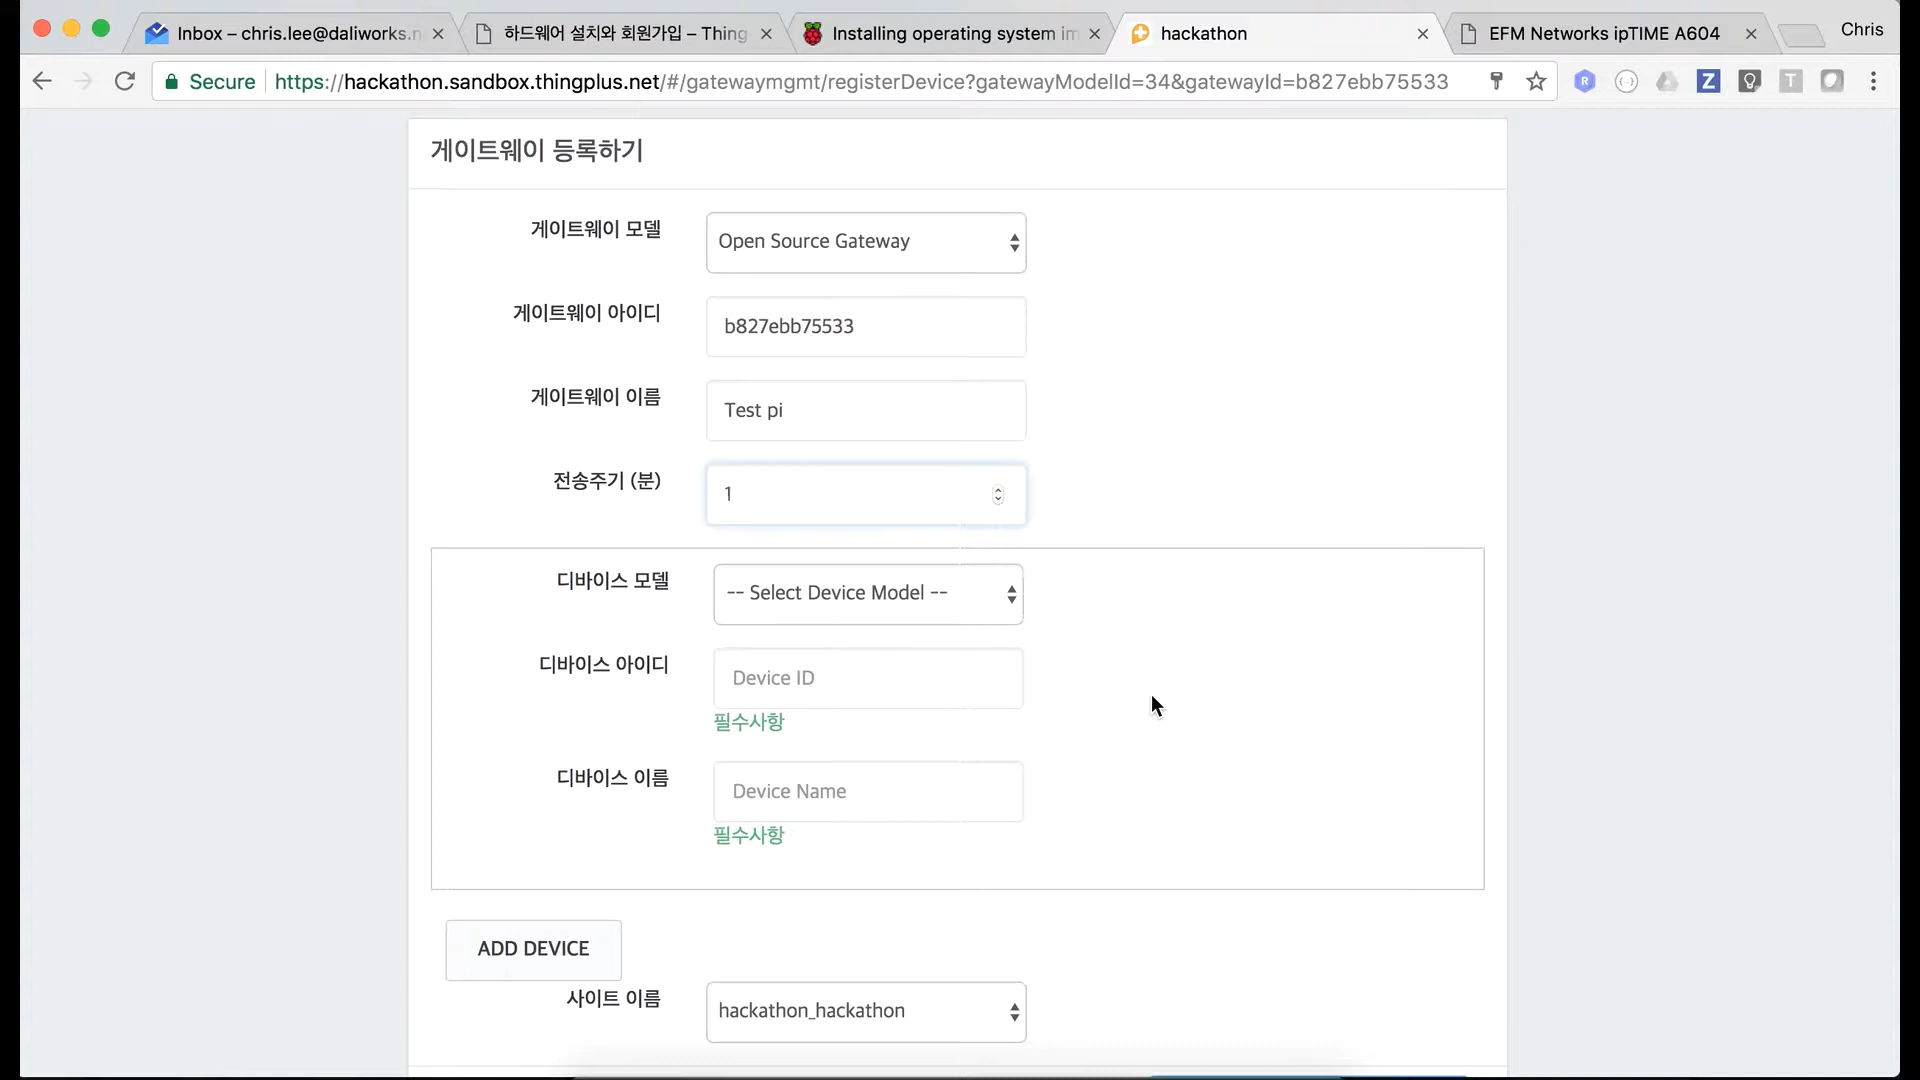 Inbox – chris.lee@daliworks.n
하드웨어 설치와 회원가입 – Thing
Installing operating system im
hackathon
EFM Networks ipTIME A604
Chris
Secure https://hackathon.sandbox.thingplus.net/#/gatewaymgmt/registerDevice?gatewayModelId=34&gatewayId=b827ebb75533
게이트웨이 등록하기
게이트웨이 모델 Open Source Gateway
게이트웨이 아이디 b827ebb75533
게이트웨이 이름 Test pi
전송주기 (분) 1
디바이스 모델 -- Select Device Model --
디바이스 아이디 Device ID
필수사항
디바이스 이름 Device Name
필수사항
ADD DEVICE
사이트 이름 hackathon_hackathon